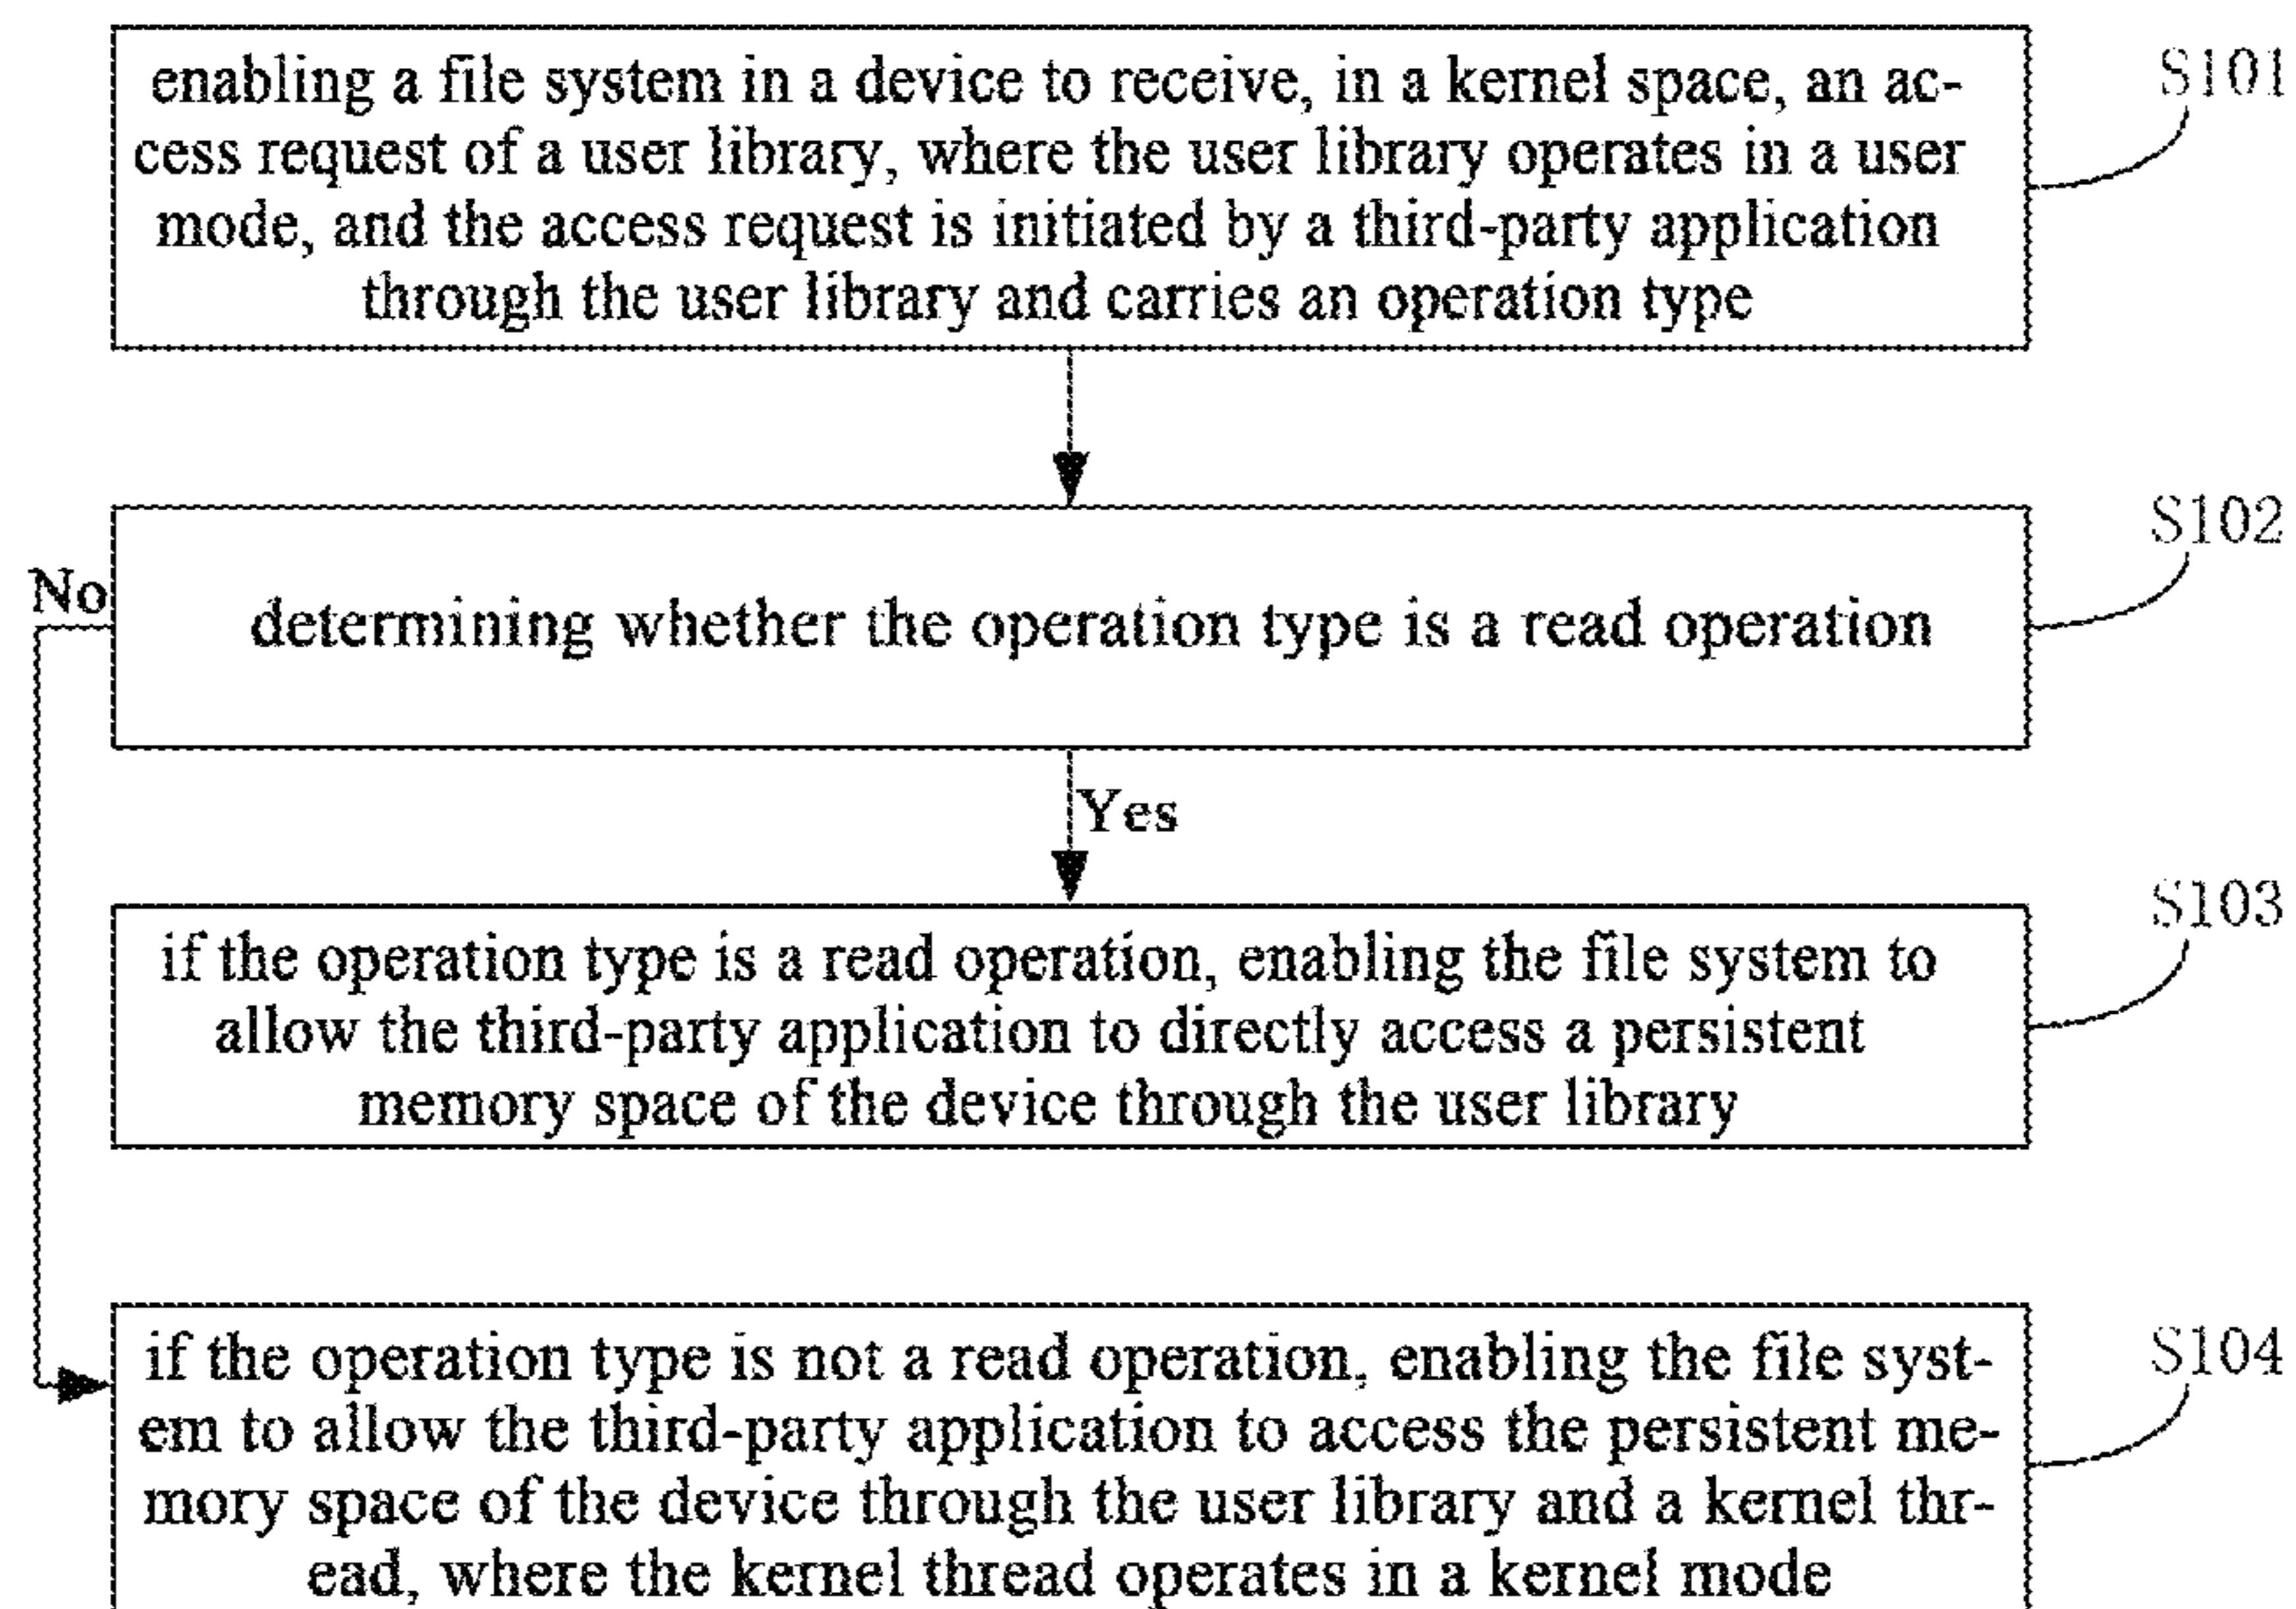 enabling a file system in a device to receive, in a kernel space, an ac-
cess request of a user library, where the user library operates in a user
mode, and the access request is initiated by a third-party application
through the user library and carries an operation type
S101
S102
No
determining whether the operation type is a read operation
Yes
S103
if the operation type is a read operation, enabling the file system to
allow the third-party application to directly access a persistent
memory space of the device through the user library
S104
if the operation type is not a read operation, enabling the file syst-
em to allow the third-party application to access the persistent me-
mory space of the device through the user library and a kernel thr-
ead, where the kernel thread operates in a kernel mode